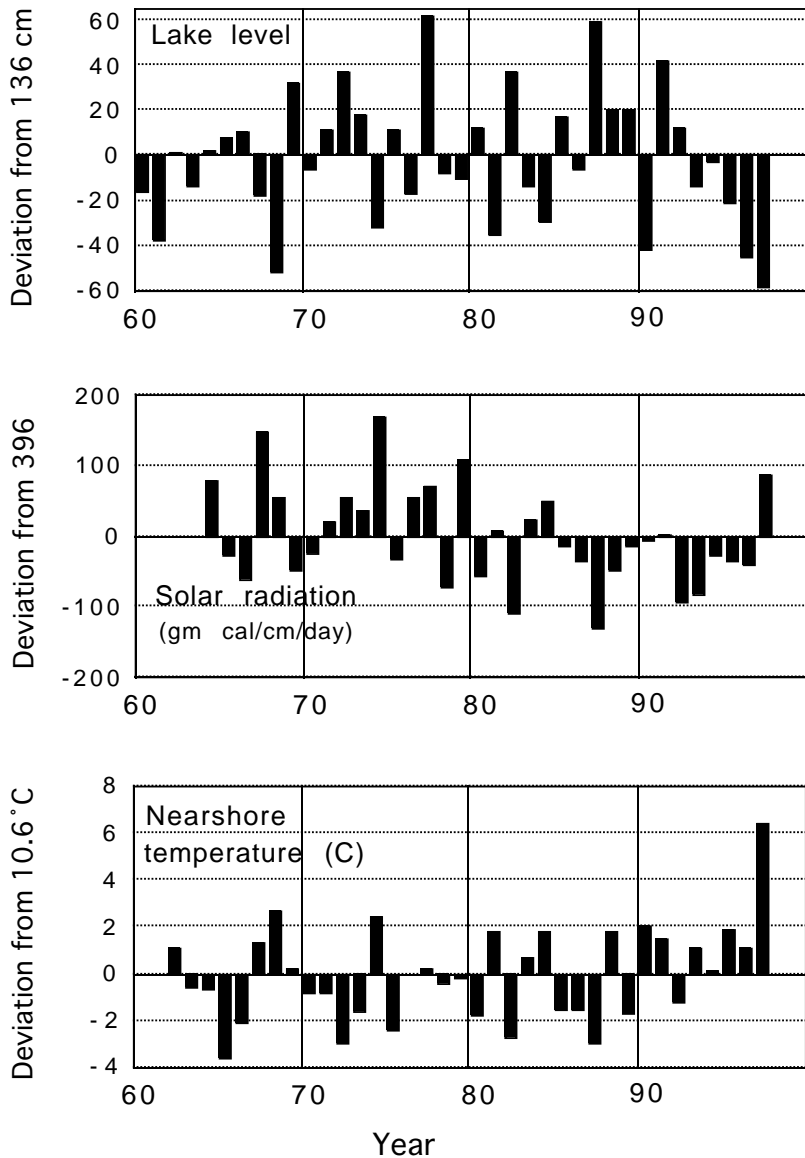 Deviation from 136 cm
Lake level
60
40
20
0
-20
-40
-60
60 70 80 90
Deviation from 396
200
100
0
-100
-200
Solar radiation
(gm cal/cm/day)
60 70 80 90
Deviation from 10.6˚C
Nearshore
temperature (C)
8
6
4
2
0
-2
-4
60 70 80 90
Year